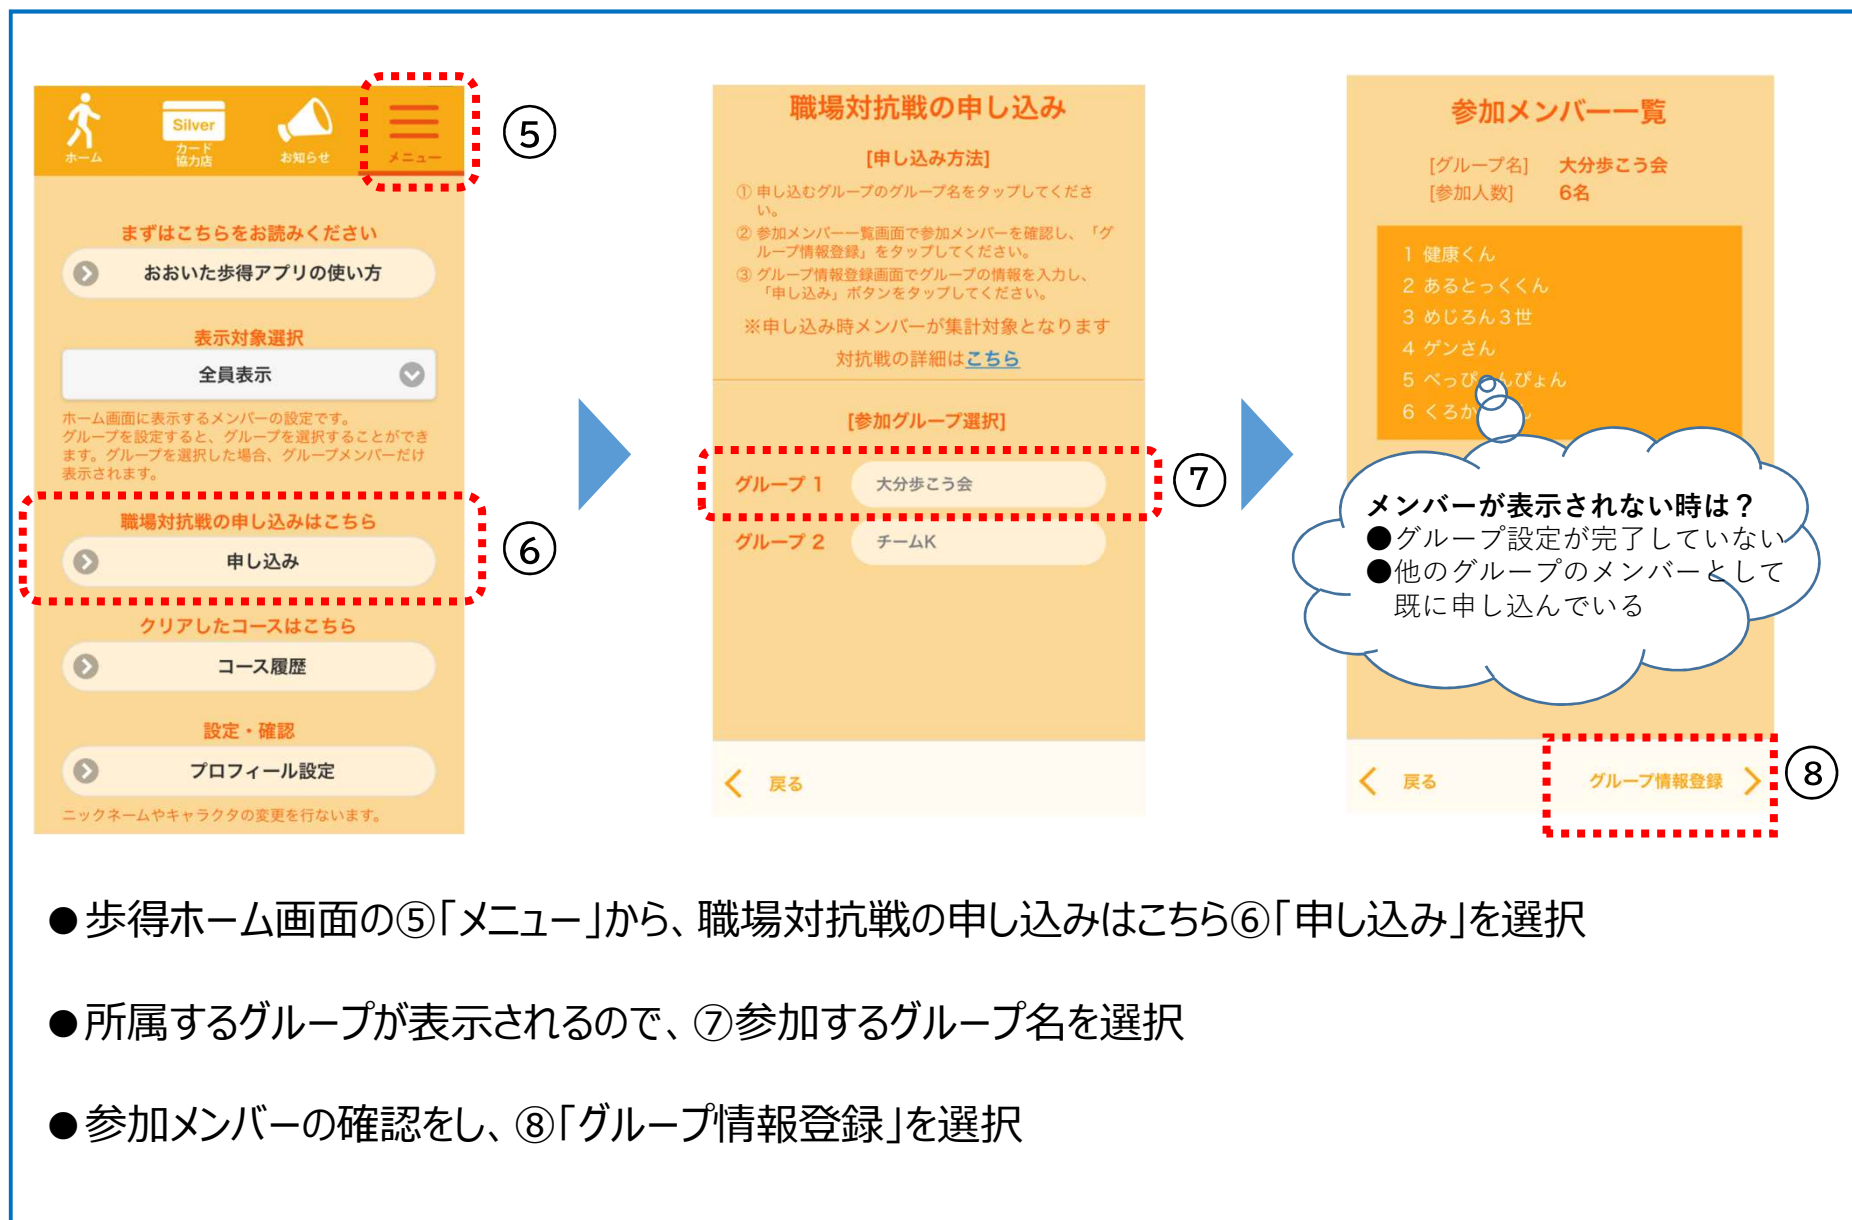 ホーム
Silver
カード
協力店
お知らせ
メニュー
⑤
まずはこちらをお読みください
おおいた歩得アプリの使い方
表示対象選択
全員表示
ホーム画面に表示するメンバーの設定です。
グループを設定すると、グループを選択することができ
ます。グループを選択した場合、グループメンバーだけ
表示されます。
職場対抗戦の申し込みはこちら
申し込み
⑥
クリアしたコースはこちら
コース履歴
設定・確認
プロフィール設定
ニックネームやキャラクタの変更を行ないます。
職場対抗戦の申し込み
[申し込み方法]
① 申し込むグループのグループ名をタップしてくださ
い。
② 参加メンバー一覧画面で参加メンバーを確認し、「グ
ループ情報登録」をタップしてください。
③ グループ情報登録画面でグループの情報を入力し、
「申し込み」ボタンをタップしてください。
※申し込み時メンバーが集計対象となります
対抗戦の詳細はこちら
[参加グループ選択]
グループ 1 大分歩こう会
⑦
グループ 2 チームK
戻る
参加メンバー一覧
[グループ名] 大分歩こう会
[参加人数] 6名
1 健康くん
2 あるとっくくん
3 めじろん3世
4 ゲンさん
5 べっぴ んぴょん
6 くるか
メンバーが表示されない時は？
●グループ設定が完了していない
●他のグループのメンバーとして
既に申し込んでいる
戻る
グループ情報登録
⑧
●歩得ホーム画面の⑤「メニュー」から、職場対抗戦の申し込みはこちら⑥「申し込み」を選択
●所属するグループが表示されるので、⑦参加するグループ名を選択
●参加メンバーの確認をし、⑧「グループ情報登録」を選択